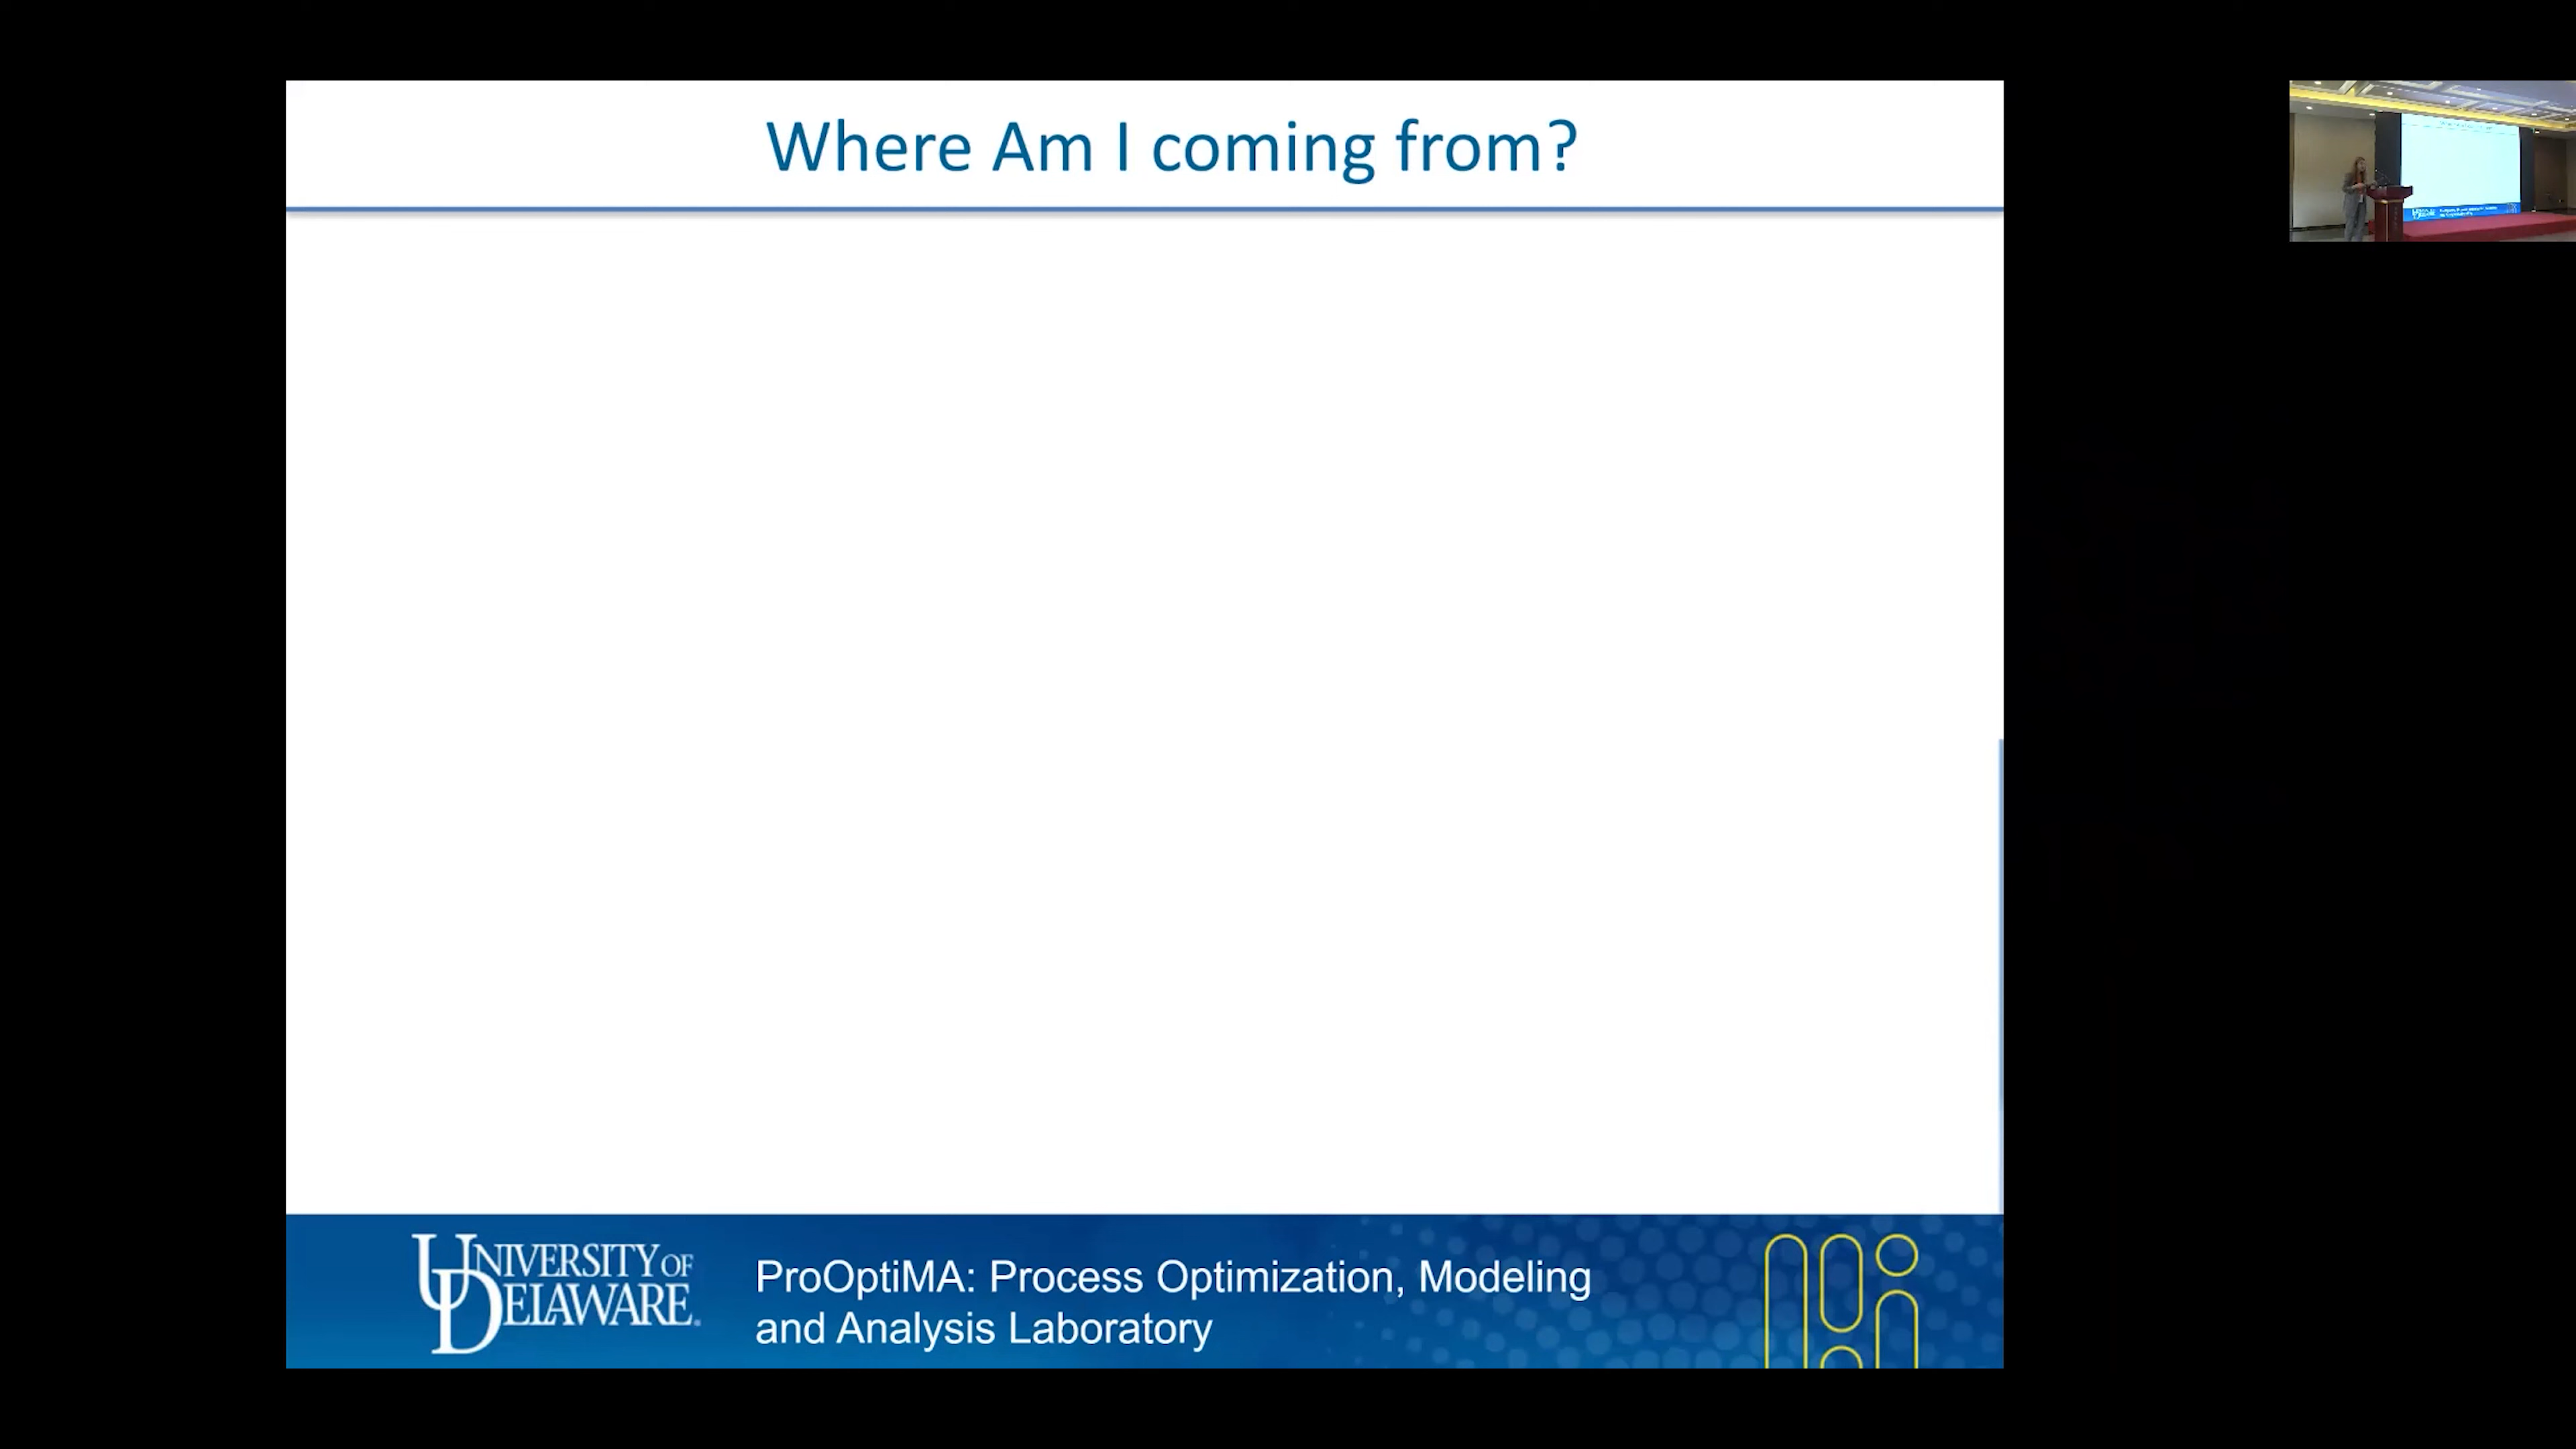 Where Am I coming from?
UNIVERSITY OF
DELAWARE.
ProOptiMA: Process Optimization, Modeling
and Analysis Laboratory